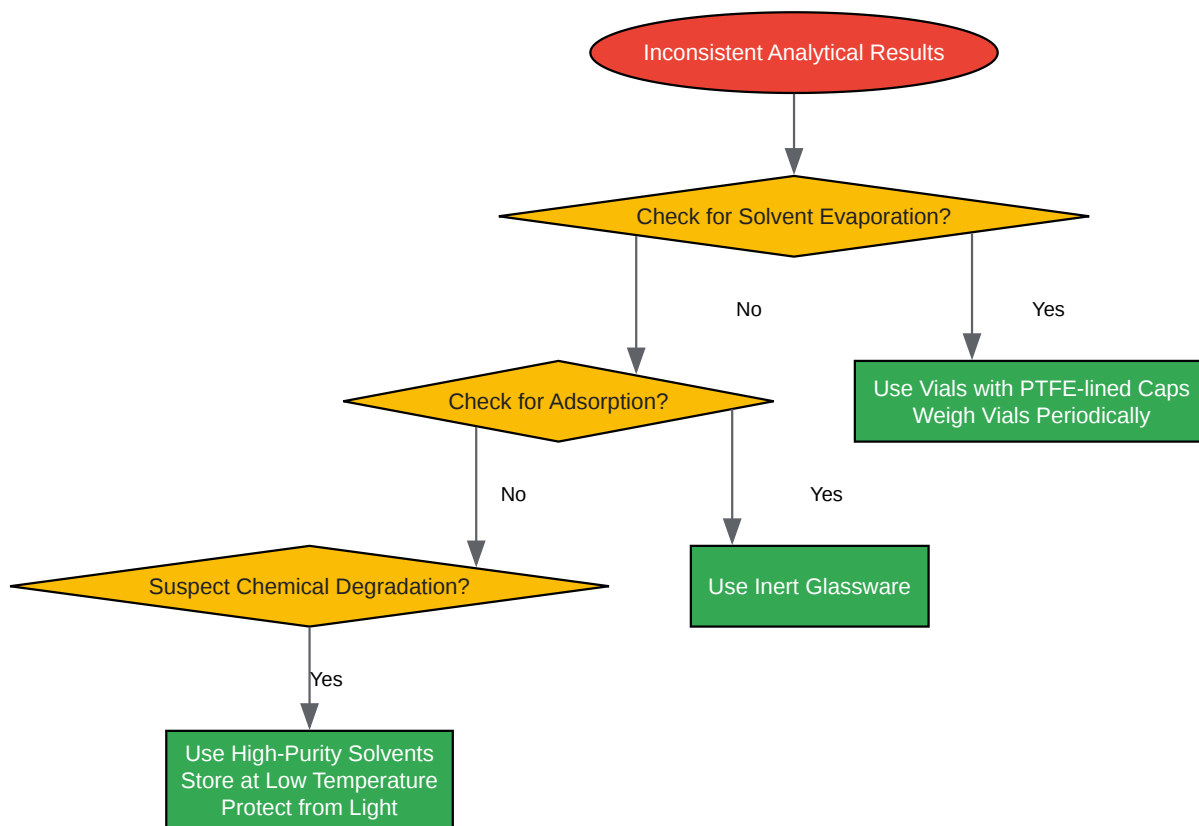 Inconsistent Analytical Results
Check for Solvent Evaporation?
No
Yes
Use Vials with PTFE-lined Caps
Weigh Vials Periodically
Check for Adsorption?
No
Yes
Use Inert Glassware
Suspect Chemical Degradation?
Yes
Use High-Purity Solvents
Store at Low Temperature
Protect from Light